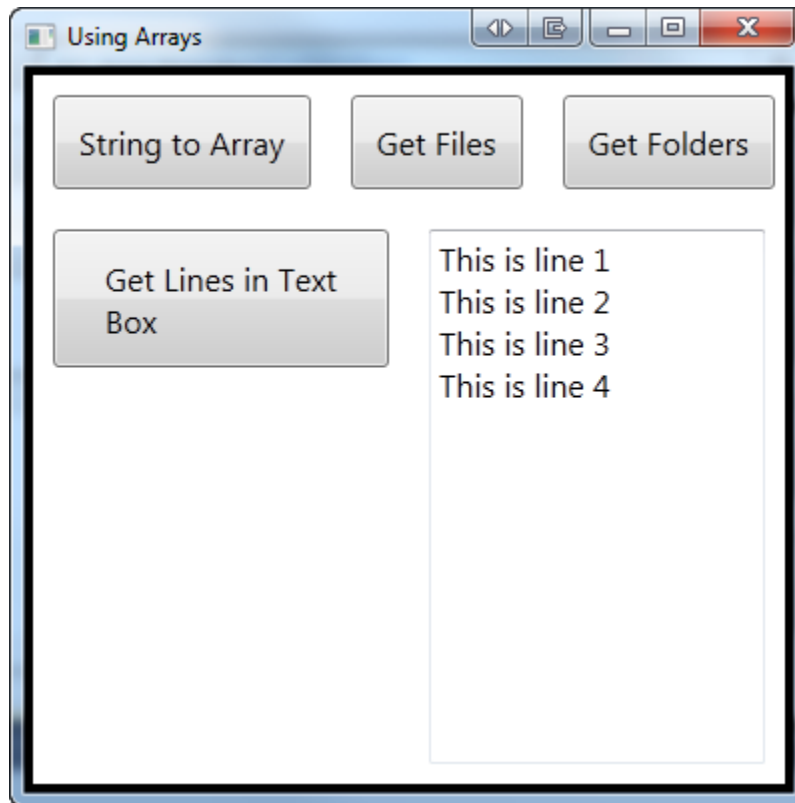 Using Arrays
String to Array
Get Files
Get Folders
Get Lines in Text
Box
This is line 1
This is line 2
This is line 3
This is line 4